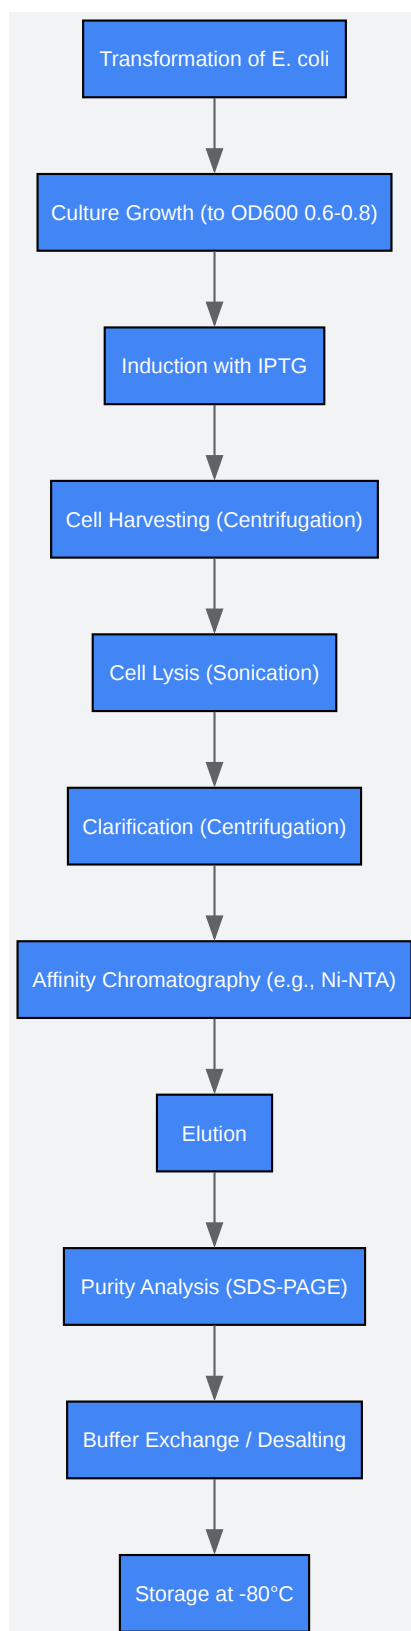 Transformation of E. coli
Culture Growth (to OD600 0.6-0.8)
Induction with IPTG
Cell Harvesting (Centrifugation)
Cell Lysis (Sonication)
Clarification (Centrifugation)
Affinity Chromatography (e.g., Ni-NTA)
Elution
Purity Analysis (SDS-PAGE)
Buffer Exchange / Desalting
Storage at -80°C